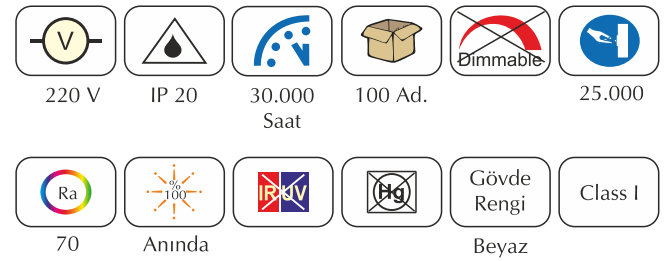 V
Dimmable
220 V
IP 20
30.000
Saat
100 Ad.
25.000
Ra
%
100
IR UV
Hg
Gövde
Rengi
Class I
70
Anında
Beyaz